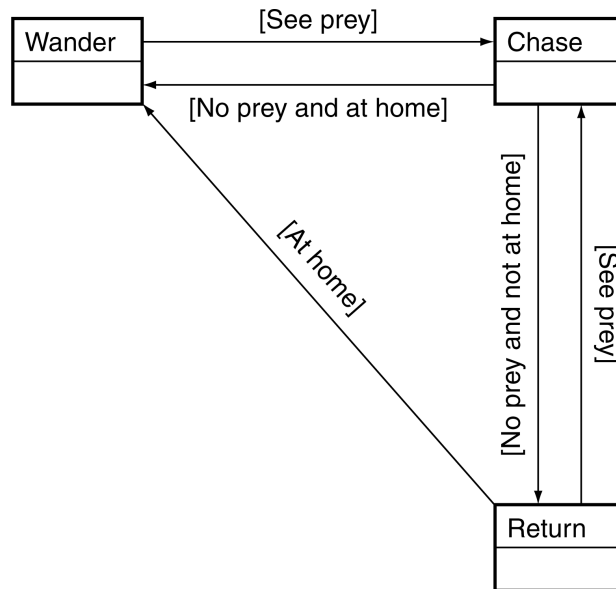 Wander
[See prey]
Chase
[No prey and at home]
[At home]
[No prey and not at home]
[See prey]
Return